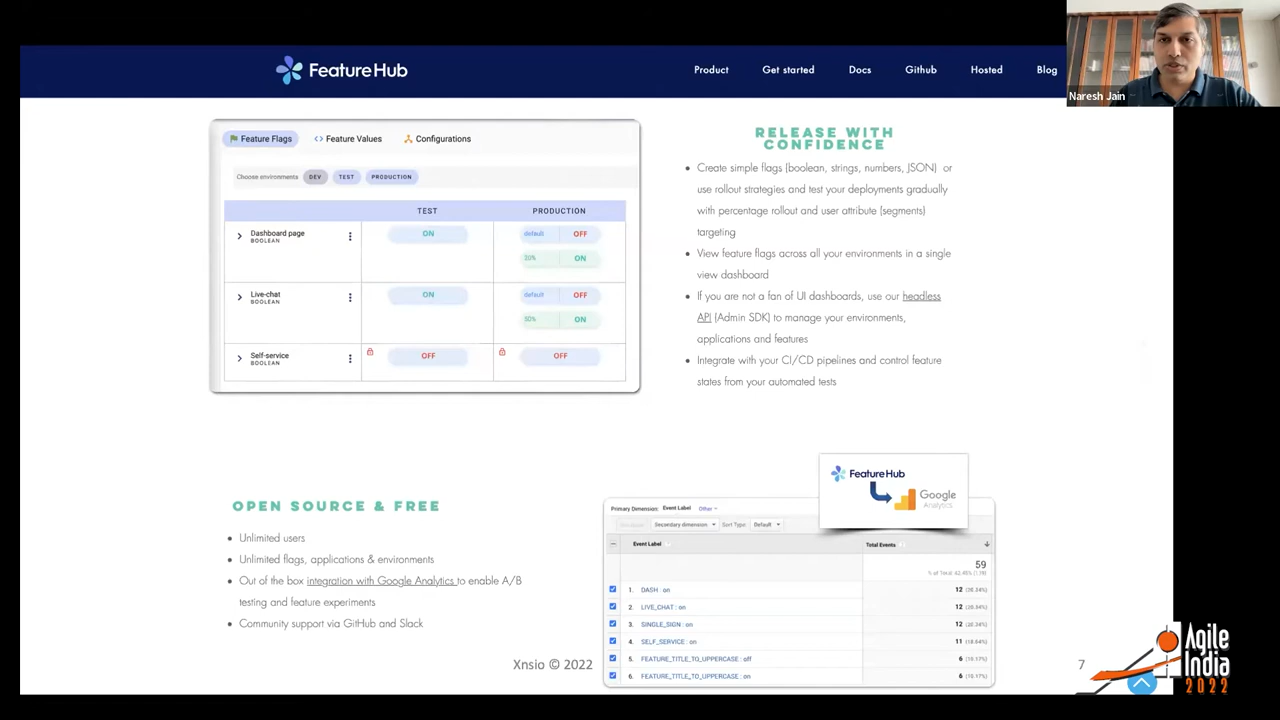 FeatureHub
Product
Get started
Docs
Github
Hosted
Blog
Naresh Jain
Feature Flags
Feature Values
Configurations
Choose environments
DEV
TEST
PRODUCTION
TEST
PRODUCTION
Dashboard page
BOOLEAN
ON
default
OFF
ON
Live-chat
BOOLEAN
ON
default
OFF
50%
ON
Self-service
BOOLEAN
OFF
OFF
RELEASE WITH
CONFIDENCE
Create simple flags (boolean, strings, numbers, JSON) or
use rollout strategies and test your deployments gradually
with percentage rollout and user attribute (segments)
targeting
View feature flags across all your environments in a single
view dashboard
If you are not a fan of UI dashboards, use our headless
API (Admin SDK) to manage your environments,
applications and features
Integrate with your CI/CD pipelines and control feature
states from your automated tests
OPEN SOURCE & FREE
Unlimited users
Unlimited flags, applications & environments
Out of the box integration with Google Analytics to enable A/B
testing and feature experiments
Community support via GitHub and Slack
FeatureHub
Google
Analytics
Primary Dimension: Event Label Other
Secondary dimension Sort Type: Default
Event Label
Total Events
59
1. DASH : on 12
2. LIVE_CHAT : on 12
3. SINGLE_SIGN : on 12
4. SELF_SERVICE : on 11
5. FEATURE_TITLE_TO_UPPERCASE : off 6
6. FEATURE_TITLE_TO_UPPERCASE : on 6
Xnsio © 2022
7
Agile
India
2022